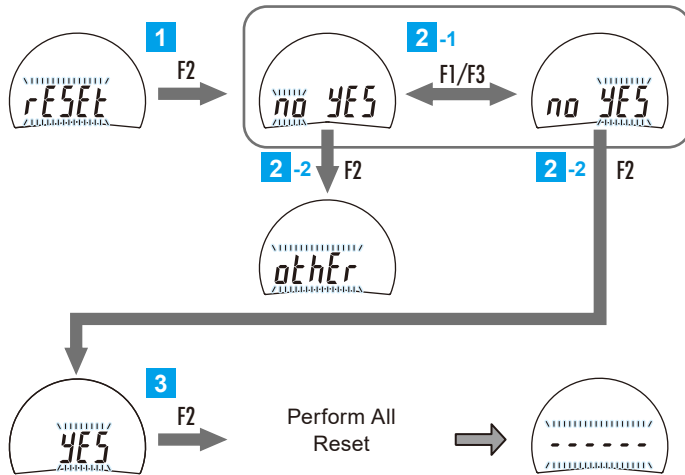 1
F2
rESEt
2 -1
F1/F3
no YES
no YES
2 -2 F2
2 -2 F2
othEr
3
F2
YES
Perform All
Reset
- - - - - -